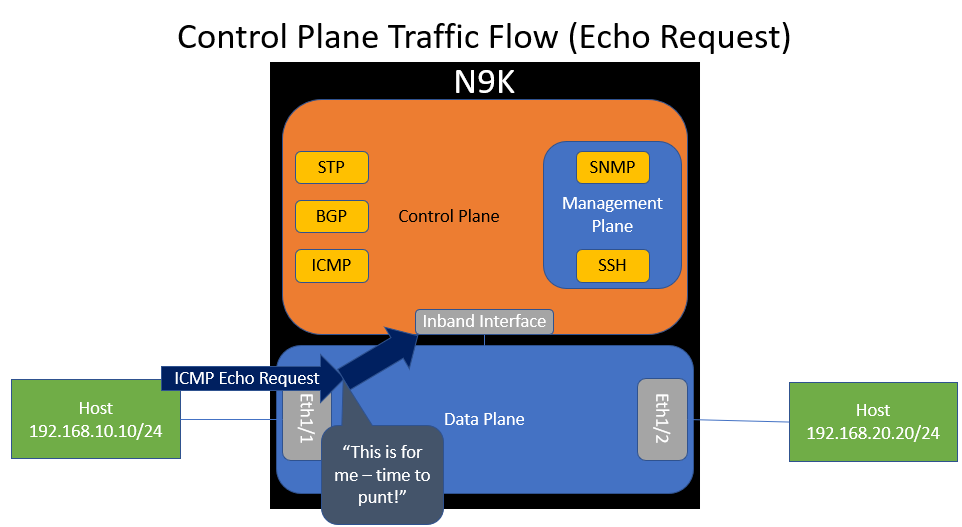 Control Plane Traffic Flow (Echo Request)
N9K
STP
BGP
ICMP
Control Plane
SNMP
Management
Plane
SSH
Inband Interface
ICMP Echo Request
Host
192.168.10.10/24
Eth1/1
Data Plane
Eth1/2
Host
192.168.20.20/24
“This is for
me – time to
punt!”